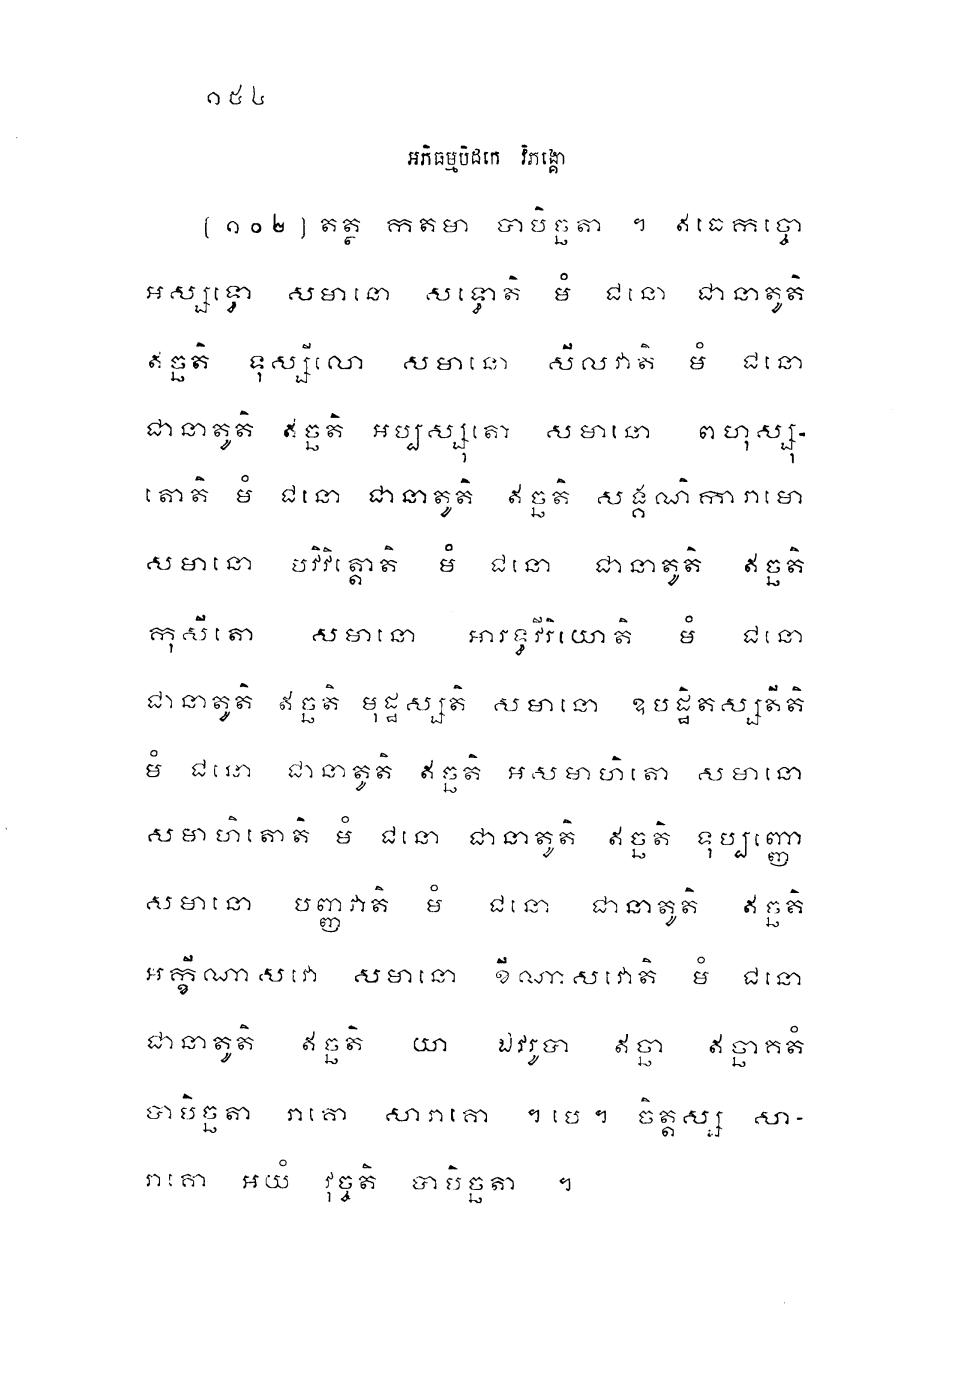 ១៥៤
អភិធម្មបិដកេ វិភង្គោ
(១០២) តត្ថ កតមា បាបិច្ឆតា ។ ឥធេកច្ចោ
អស្សទ្ធោ សមានោ សទ្ធោតិ មំ ជនោ ជានាតូតិ
ឥច្ឆតិ ទុស្សីលោ សមានោ សីលវាតិ មំ ជនោ
ជានាតូតិ ឥច្ឆតិ អប្បស្សុតោ សមានោ ពហុស្សុ-
តោតិ មំ ជនោ ជានាតូតិ ឥច្ឆតិ សង្គណិការាមោ
សមានោ បវិវិត្តោតិ មំ ជនោ ជានាតូតិ ឥច្ឆតិ
កុសីតោ សមានោ អារទ្ធវីរិយោតិ មំ ជនោ
ជានាតូតិ ឥច្ឆតិ មុដ្ឋស្សតិ សមានោ ឧបដ្ឋិតស្សតីតិ
មំ ជនោ ជានាតូតិ ឥច្ឆតិ អសមាហិតោ សមានោ
សមាហិតោតិ មំ ជនោ ជានាតូតិ ឥច្ឆតិ ទុប្បញ្ញោ
សមានោ បញ្ញវាតិ មំ ជនោ ជានាតូតិ ឥច្ឆតិ
អក្ខីណាសវោ សមានោ ខីណាសវោតិ មំ ជនោ
ជានាតូតិ ឥច្ឆតិ យា ឯវរូបា ឥច្ឆា ឥច្ឆាគតំ
បាបិច្ឆតា រាគោ សារាគោ ។បេ។ ចិត្តស្ស សា-
រាគោ អយំ វុច្ចតិ បាបិច្ឆតា ។